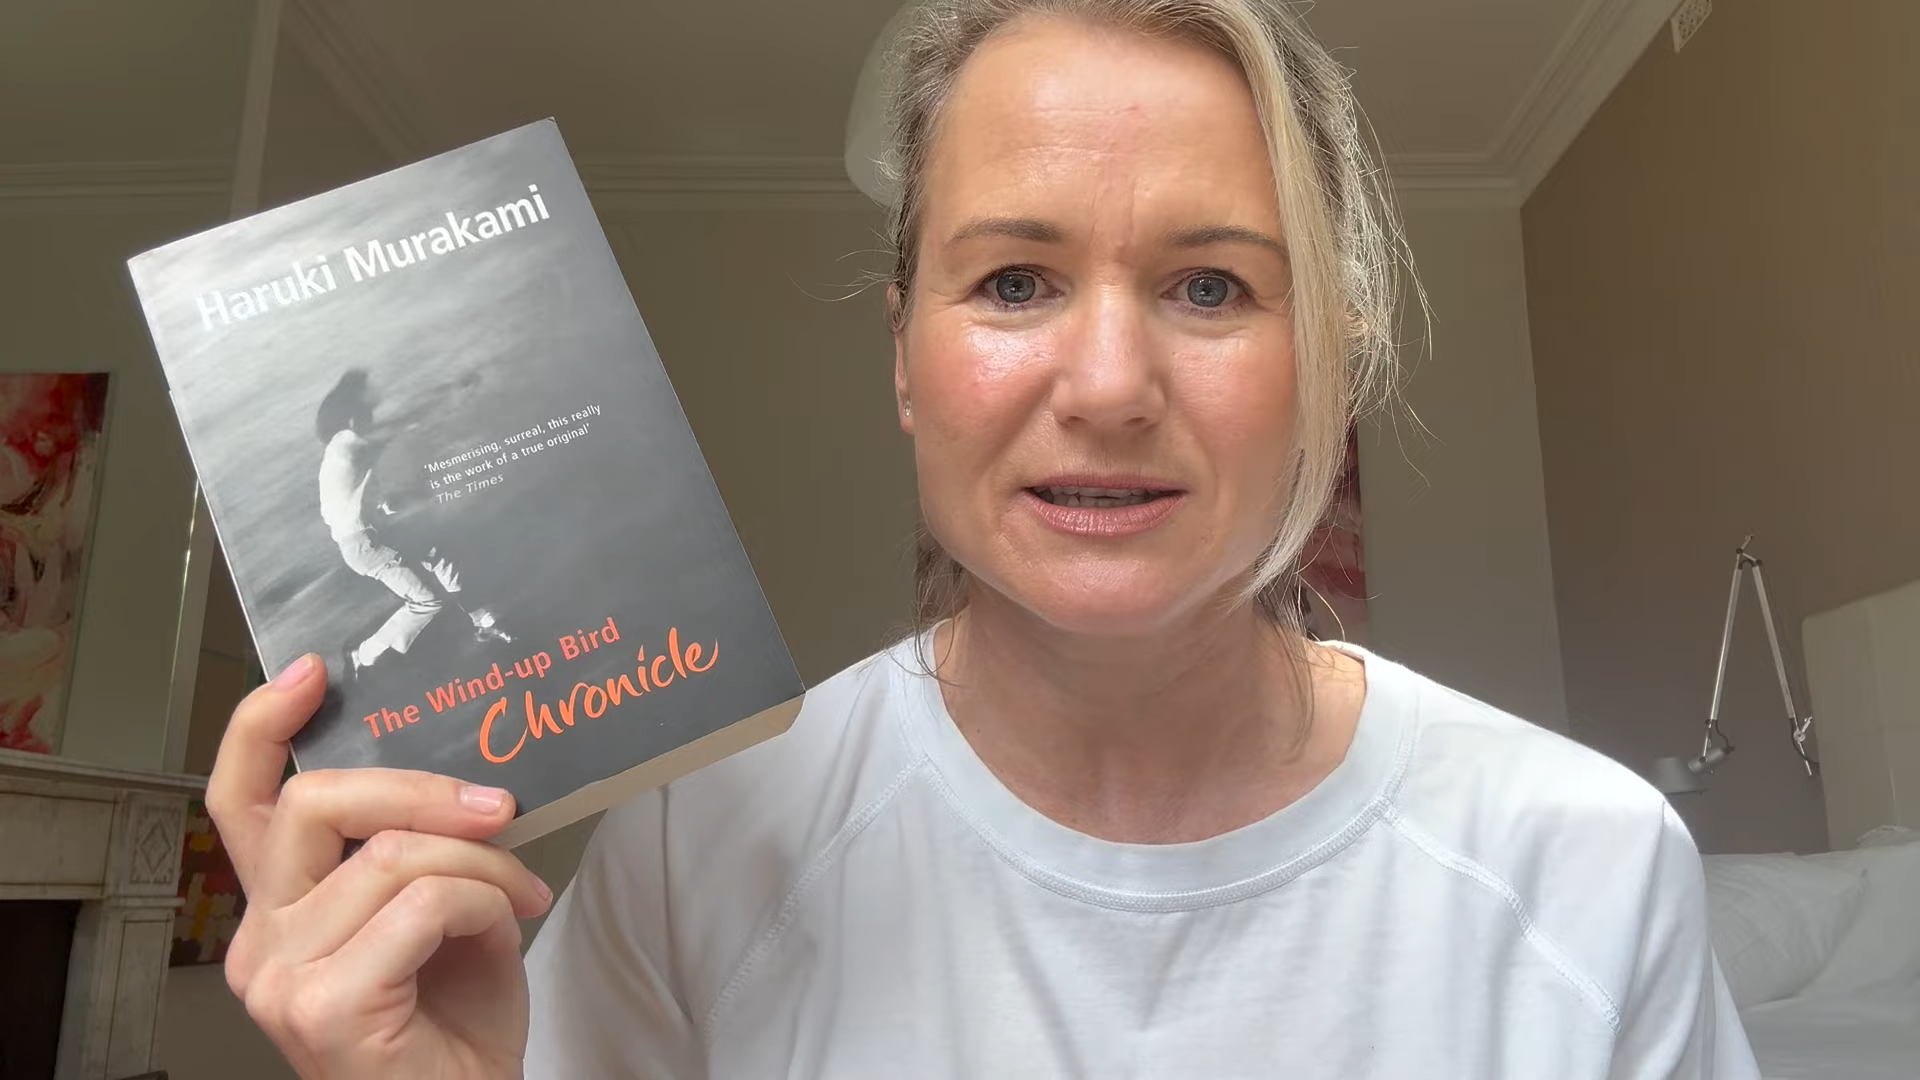 Haruki Murakami
'Mesmerising, surreal, this really
is the work of a true original'
The Times
The Wind-up Bird
Chronicle